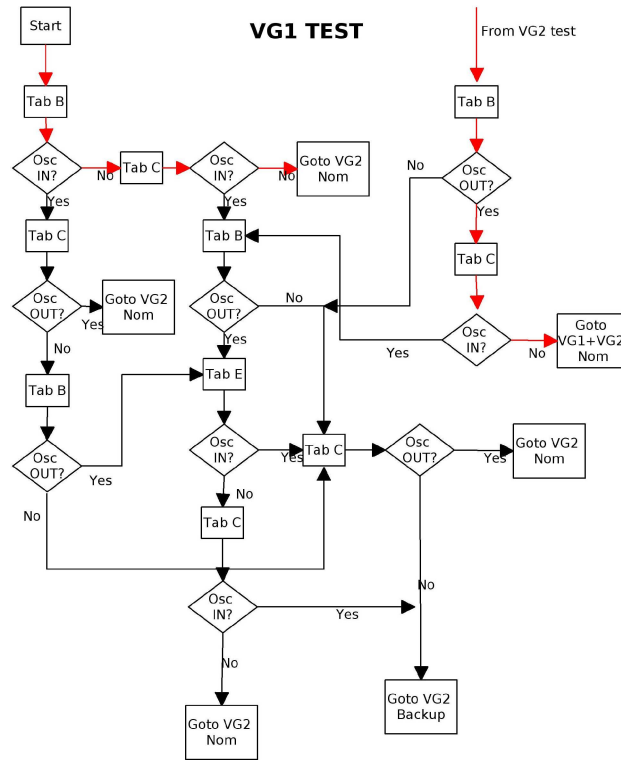 Start
VG1 TEST
From VG2 test
Tab B
Tab B
Osc
IN?
No
Tab C
Osc
IN?
No
Goto VG2
Nom
No
Osc
OUT?
Yes
Yes
Yes
Tab C
Tab B
Tab C
Osc
OUT?
Yes
Goto VG2
Nom
Osc
OUT?
No
Osc
IN?
No
Goto
VG1+VG2
Nom
Yes
No
Yes
Tab B
Tab E
Osc
OUT?
Yes
Osc
IN?
Yes
Tab C
Osc
OUT?
Yes
Goto VG2
Nom
No
No
Tab C
Osc
IN?
Yes
No
No
Goto VG2
Nom
Goto VG2
Backup